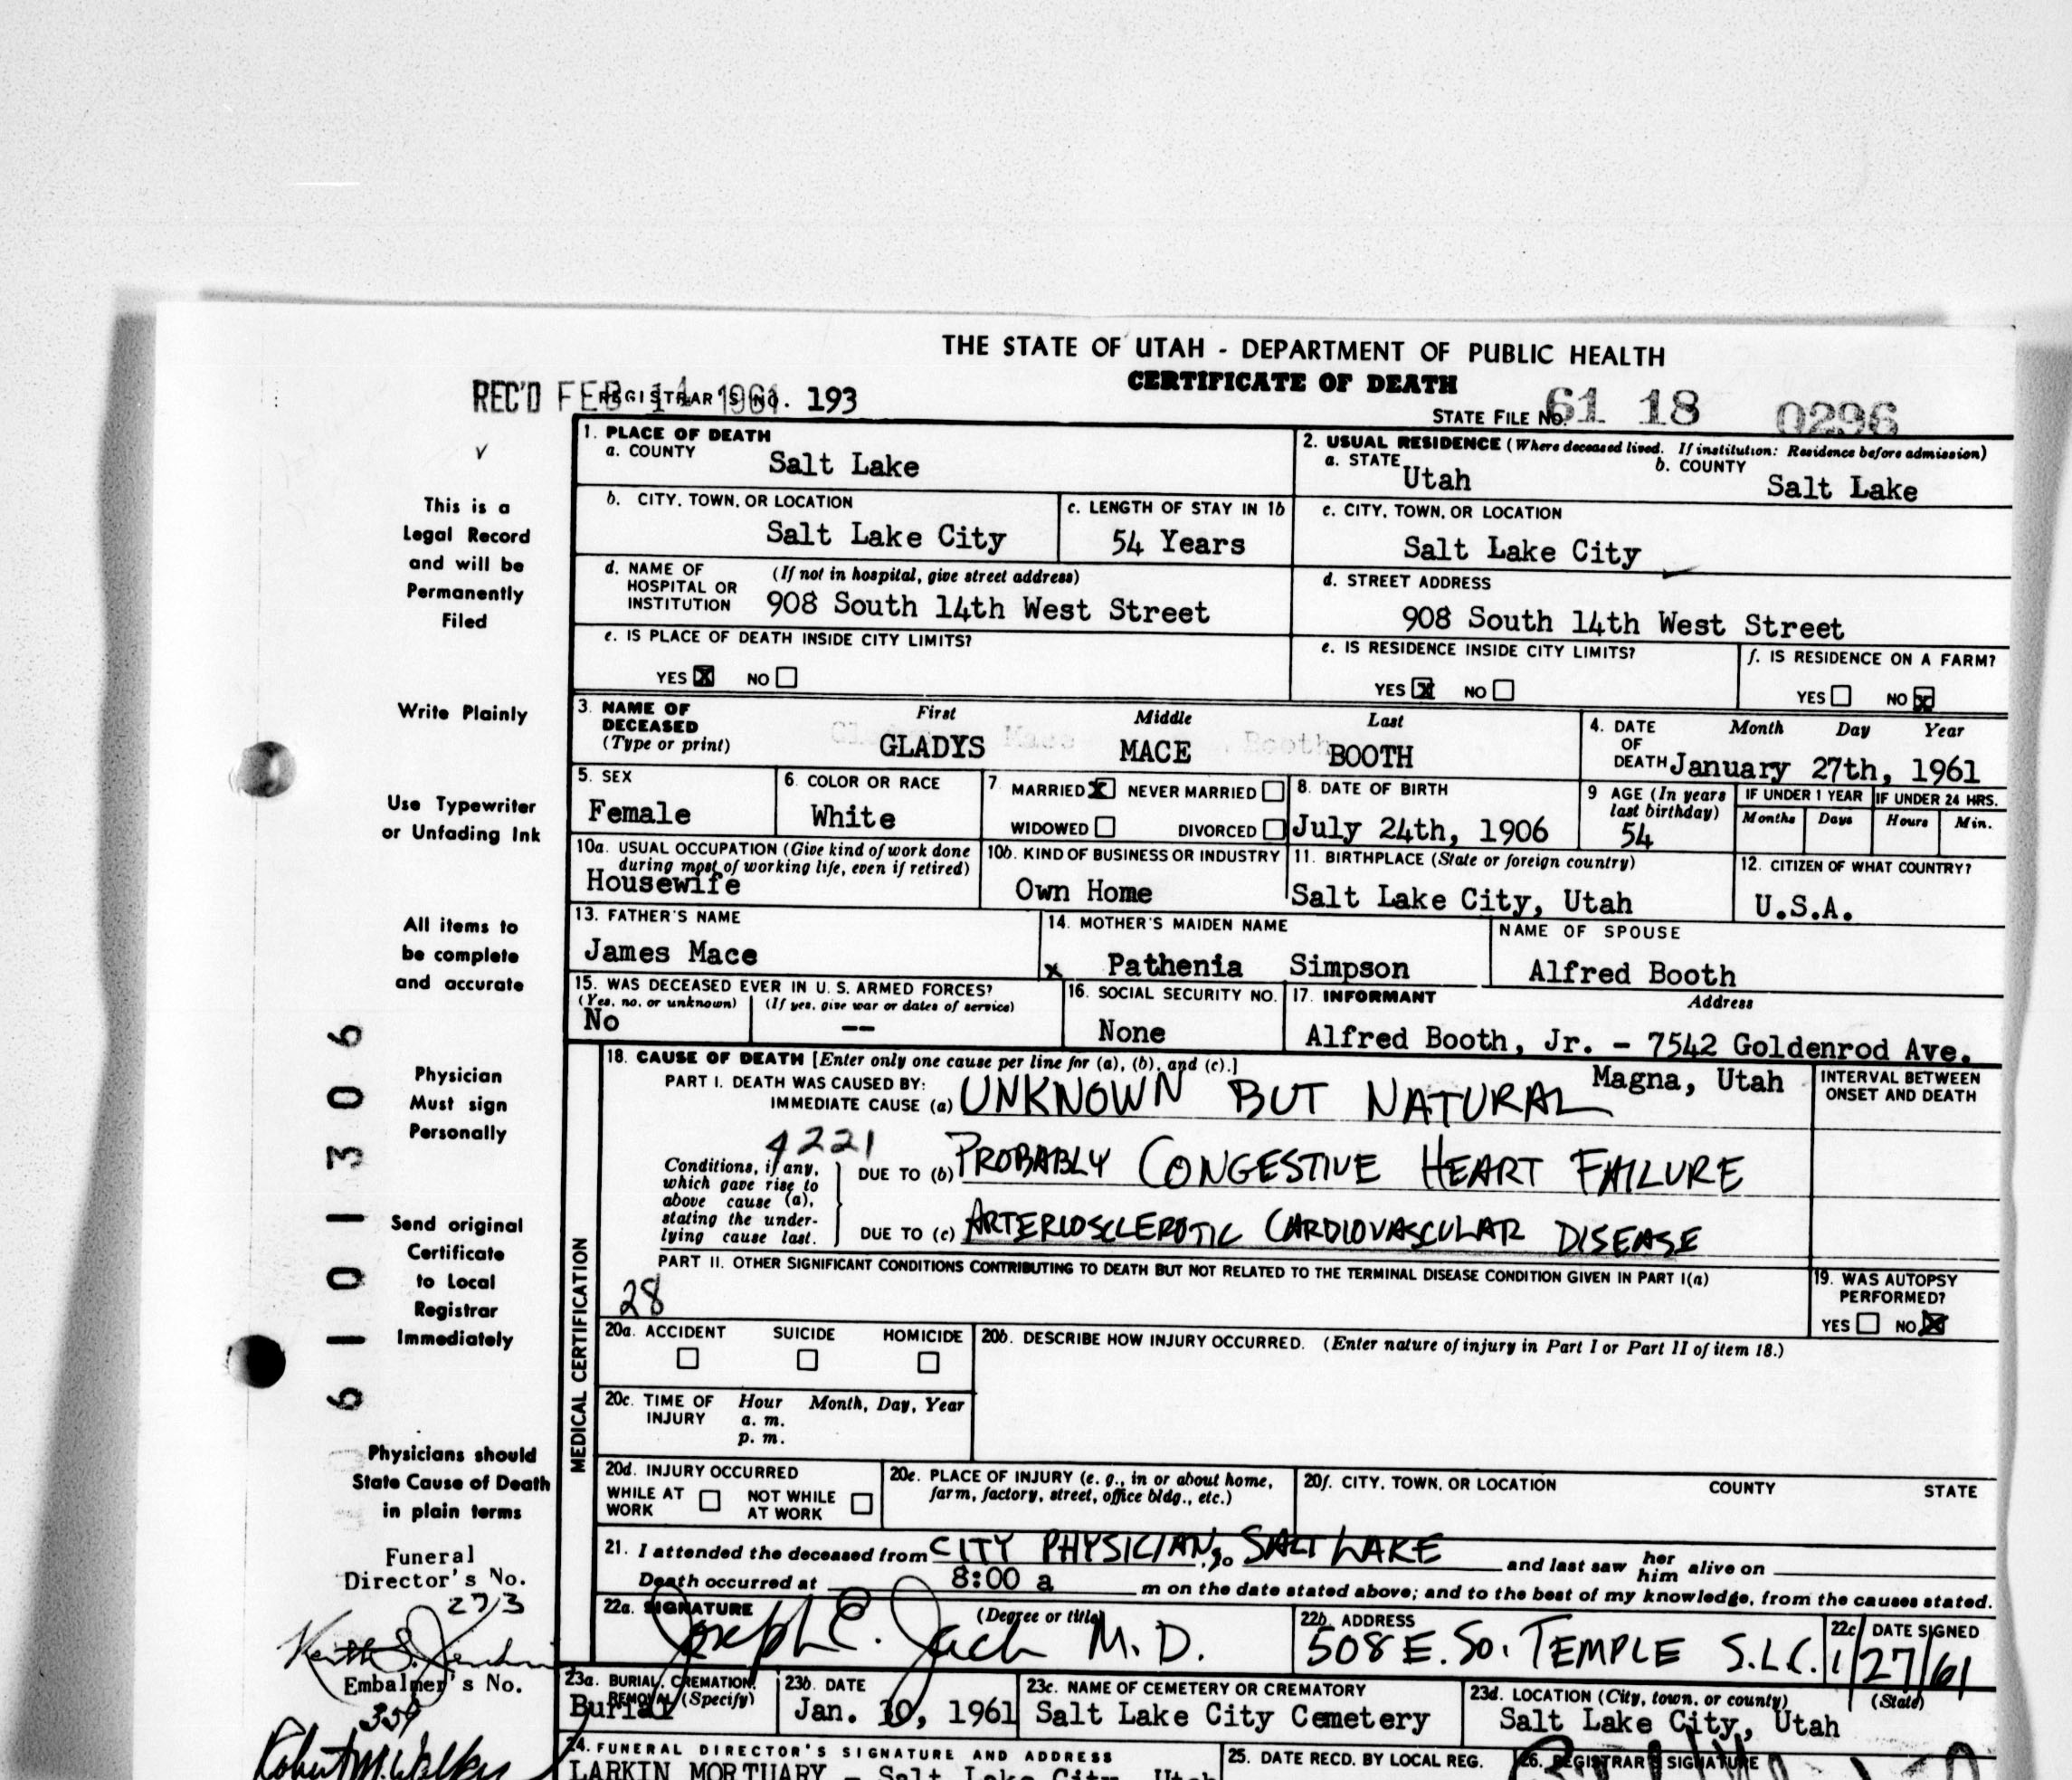 THE STATE OF UTAH - DEPARTMENT OF PUBLIC HEALTH
CERTIFICATE OF DEATH
REC'D FEB 14 1961 REGISTRAR'S NO. 193
STATE FILE NO. 61 18 0296
This is a
Legal Record
and will be
Permanently
Filed
Write Plainly
Use Typewriter
or Unfading Ink
All items to
be complete
and accurate
Physician
Must sign
Personally
Send original
Certificate
to Local
Registrar
Immediately
Physicians should
State Cause of Death
in plain terms
Funeral
Director's No.
273
Embalmer's No.
359
6 1 0 1 3 0 6
1. PLACE OF DEATH
a. COUNTY Salt Lake
2. USUAL RESIDENCE (Where deceased lived. If institution: Residence before admission)
a. STATE Utah b. COUNTY Salt Lake
b. CITY, TOWN, OR LOCATION Salt Lake City
c. LENGTH OF STAY IN 1b 54 Years
c. CITY, TOWN, OR LOCATION Salt Lake City
d. NAME OF HOSPITAL OR INSTITUTION (If not in hospital, give street address) 908 South 14th West Street
d. STREET ADDRESS 908 South 14th West Street
e. IS PLACE OF DEATH INSIDE CITY LIMITS?
YES X NO
e. IS RESIDENCE INSIDE CITY LIMITS?
YES X NO
f. IS RESIDENCE ON A FARM?
YES NO X
3. NAME OF DECEASED (Type or print) First Middle Last
GLADYS MACE BOOTH
4. DATE OF DEATH Month Day Year
January 27th, 1961
5. SEX Female
6. COLOR OR RACE White
7 MARRIED X NEVER MARRIED
WIDOWED DIVORCED
8. DATE OF BIRTH July 24th, 1906
9 AGE (In years last birthday) 54
IF UNDER 1 YEAR Months Days
IF UNDER 24 HRS. Hours Min.
10a. USUAL OCCUPATION (Give kind of work done during most of working life, even if retired)
Housewife
10b. KIND OF BUSINESS OR INDUSTRY Own Home
11. BIRTHPLACE (State or foreign country) Salt Lake City, Utah
12. CITIZEN OF WHAT COUNTRY? U.S.A.
13. FATHER'S NAME James Mace
14. MOTHER'S MAIDEN NAME x Pathenia Simpson
NAME OF SPOUSE Alfred Booth
15. WAS DECEASED EVER IN U. S. ARMED FORCES?
(Yes, no, or unknown) (If yes, give war or dates of service)
No --
16. SOCIAL SECURITY NO. None
17. INFORMANT Address
Alfred Booth, Jr. - 7542 Goldenrod Ave.
Magna, Utah
MEDICAL CERTIFICATION
18. CAUSE OF DEATH [Enter only one cause per line for (a), (b), and (c).]
PART I. DEATH WAS CAUSED BY:
IMMEDIATE CAUSE (a) UNKNOWN BUT NATURAL
INTERVAL BETWEEN ONSET AND DEATH
4221
Conditions, if any, which gave rise to above cause (a), stating the underlying cause last.
DUE TO (b) PROBABLY CONGESTIVE HEART FAILURE
DUE TO (c) ARTERIOSCLEROTIC CARDIOVASCULAR DISEASE
PART II. OTHER SIGNIFICANT CONDITIONS CONTRIBUTING TO DEATH BUT NOT RELATED TO THE TERMINAL DISEASE CONDITION GIVEN IN PART I(a)
28
19. WAS AUTOPSY PERFORMED?
YES NO X
20a. ACCIDENT SUICIDE HOMICIDE
20b. DESCRIBE HOW INJURY OCCURRED. (Enter nature of injury in Part I or Part II of item 18.)
20c. TIME OF INJURY Hour Month, Day, Year
a. m.
p. m.
20d. INJURY OCCURRED
WHILE AT WORK NOT WHILE AT WORK
20e. PLACE OF INJURY (e. g., in or about home, farm, factory, street, office bldg., etc.)
20f. CITY, TOWN, OR LOCATION COUNTY STATE
21. I attended the deceased from CITY PHYSICIAN, SALT LAKE and last saw her him alive on
Death occurred at 8:00 a m on the date stated above; and to the best of my knowledge, from the causes stated.
22a. SIGNATURE (Degree or title)
Joseph E. Jack M. D.
22b. ADDRESS 508 E. So. TEMPLE S.L.C.
22c DATE SIGNED 1/27/61
23a. BURIAL, CREMATION, REMOVAL (Specify) Burial
23b. DATE Jan. 30, 1961
23c. NAME OF CEMETERY OR CREMATORY Salt Lake City Cemetery
23d. LOCATION (City, town, or county) (State)
Salt Lake City, Utah
24. FUNERAL DIRECTOR'S SIGNATURE AND ADDRESS
LARKIN MORTUARY - Salt Lake City, Utah
25. DATE RECD. BY LOCAL REG.
26. REGISTRAR'S SIGNATURE